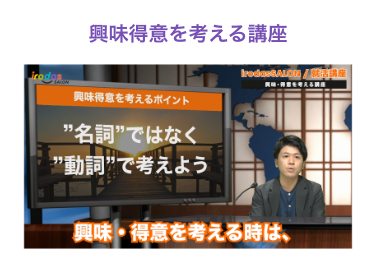 興味得意を考える講座
irodas
SALON
興味得意を考えるポイント
”名詞”ではなく
”動詞”で考えよう
irodasSALON / 就活講座
興味・得意を考える講座
興味・得意を考える時は、